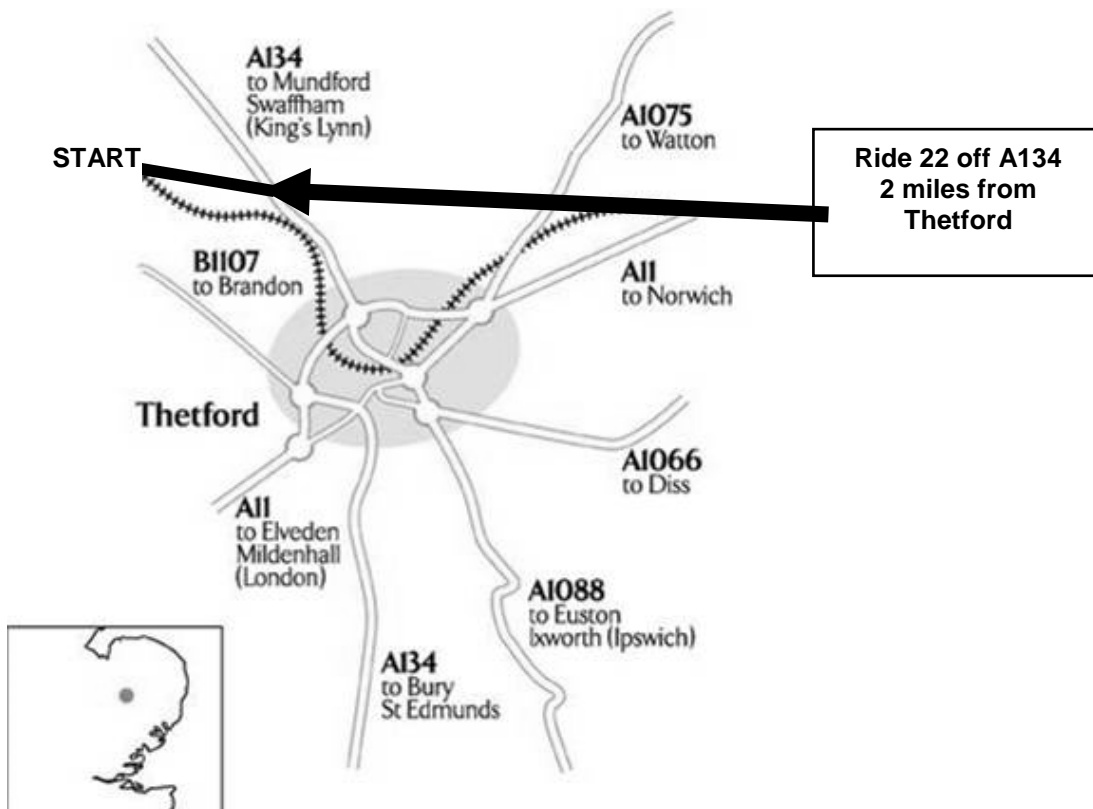 A134
to Mundford
Swaffham
(King's Lynn)
A1075
to Watton
START
Ride 22 off A134
2 miles from
Thetford
B1107
to Brandon
A11
to Norwich
Thetford
A1066
to Diss
A11
to Elveden
Mildenhall
(London)
A1088
to Euston
Ixworth (Ipswich)
A134
to Bury
St Edmunds